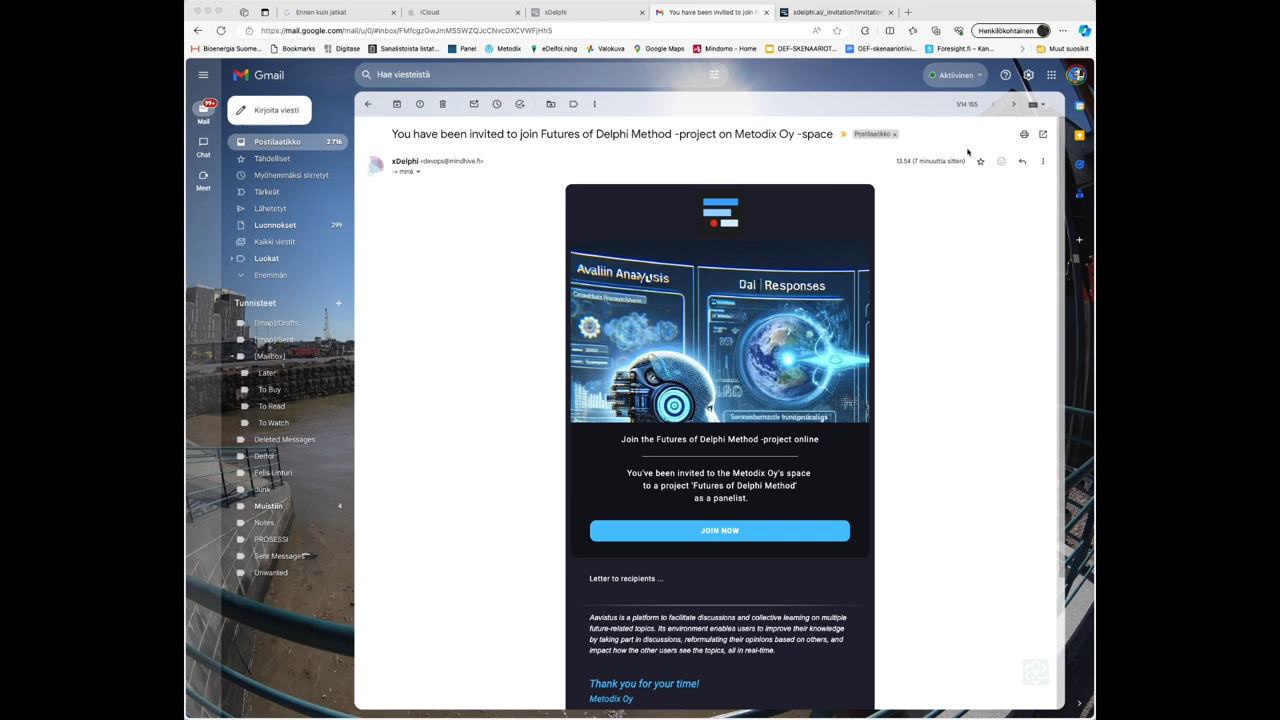 Ennen kuin jatkat
iCloud
xDelphi
You have been invited to join F
xdelphi.ai/_invitation?invitation
https://mail.google.com/mail/u/0/#inbox/FMfcgzGwJmMSSWZQJcCNvcDXCVWFjHhS
Henkilökohtainen
Bioenergia Suome...
Bookmarks
Digitase
Sanalistoista listat...
Panel
Metodix
eDelfoi.ning
Valokuva
Google Maps
Mindomo - Home
OEF-SKENAARIOT...
OEF-skenaariotiivi...
Foresight.fi – Kan...
Muut suosikit
Gmail
Hae viesteistä
Aktiivinen
99+
Mail
Chat
Meet
Kirjoita viesti
Postilaatikko 2 716
Tähdelliset
Myöhemmäksi siirretyt
Tärkeät
Lähetetyt
Luonnokset 299
Kaikki viestit
Luokat
Enemmän
Tunnisteet
[Imap]/Drafts
[Imap]/Sent
[Mailbox]
Later
To Buy
To Read
To Watch
Deleted Messages
Delfoi
Felis Linturi
Junk
Muistiin 4
Notes
PROSESSI
Sent Messages
Unwanted
1/14 155
You have been invited to join Futures of Delphi Method -project on Metodix Oy -space
Postilaatikko x
xDelphi <devops@mindhive.fi>
13.54 (7 minuuttia sitten)
-> minä
Avaliin Anaryusis
Dal Responses
Join the Futures of Delphi Method -project online
You've been invited to the Metodix Oy's space
to a project 'Futures of Delphi Method'
as a panelist.
JOIN NOW
Letter to recipients ...
Aavistus is a platform to facilitate discussions and collective learning on multiple
future-related topics. Its environment enables users to improve their knowledge
by taking part in discussions, reformulating their opinions based on others, and
impact how the other users see the topics, all in real-time.
Thank you for your time!
Metodix Oy